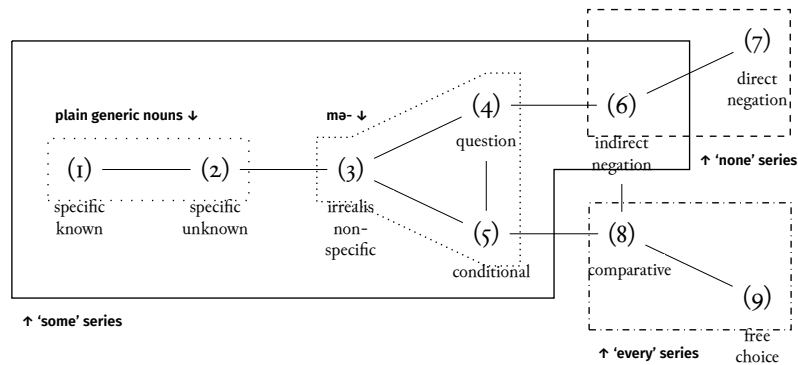 (7)
direct
negation
plain generic nouns ↓
mə- ↓
(4)
question
(6)
indirect
negation
↑ ‘none’ series
(1)
specific
known
(2)
specific
unknown
(3)
irrealis
non-
specific
(5)
conditional
(8)
comparative
(9)
free
choice
↑ ‘some’ series
↑ ‘every’ series